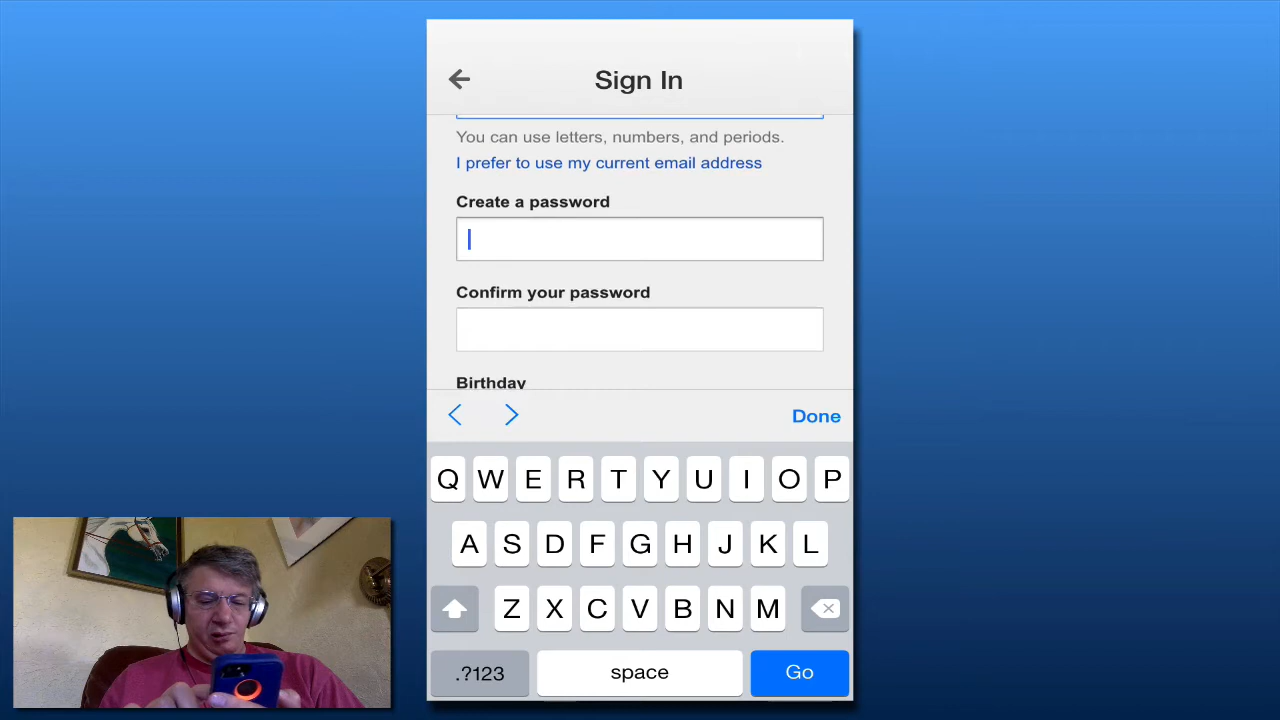 Sign In
You can use letters, numbers, and periods.
I prefer to use my current email address
Create a password
Confirm your password
Birthday
Done
Q W E R T Y U I O P
A S D F G H J K L
Z X C V B N M
.?123 space Go